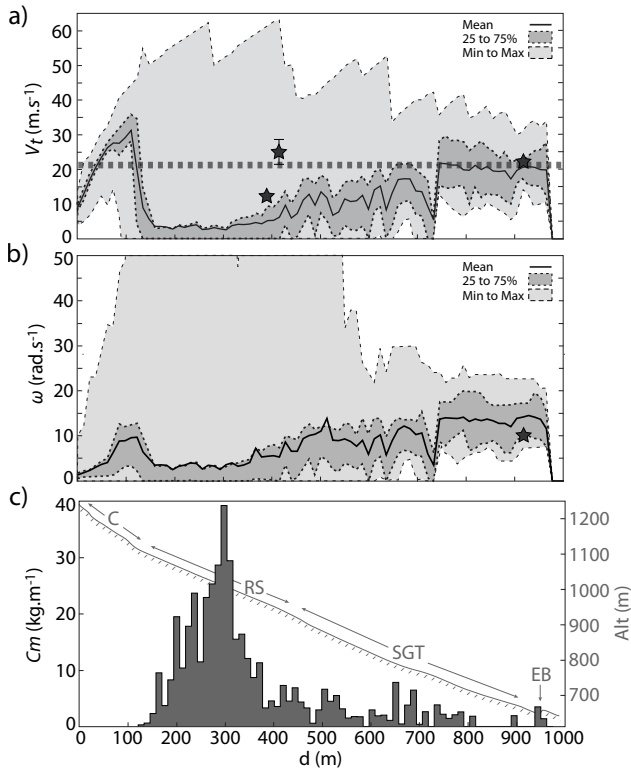 a)
60
50
40
30
20
10
0
Vt (m.s-1)
Mean
25 to 75%
Min to Max
b)
50
40
30
20
10
0
ω (rad.s-1)
Mean
25 to 75%
Min to Max
c)
40
30
20
10
0
Cm (kg.m-1)
C
RS
SGT
EB
1200
1100
1000
900
800
700
Alt (m)
0 100 200 300 400 500 600 700 800 900 1000
d (m)